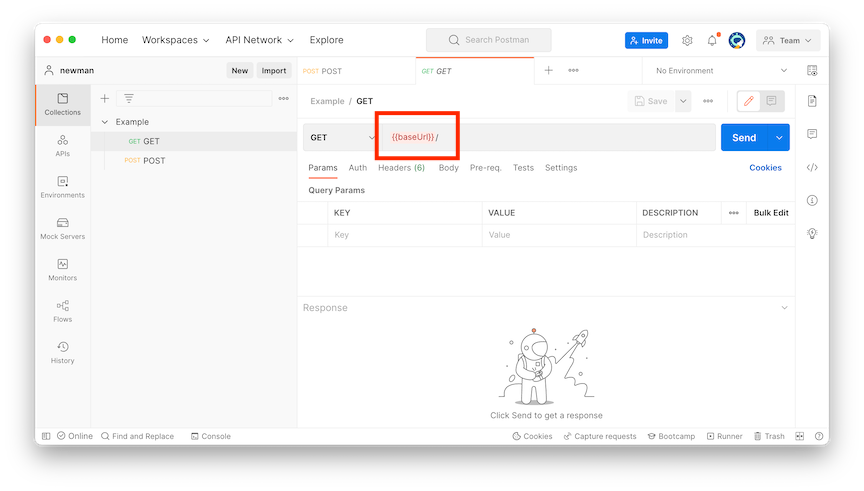 Home Workspaces API Network Explore Search Postman Invite Team
newman New Import POST POST GET GET No Environment
Collections
APIs
Environments
Mock Servers
Monitors
Flows
History
Example
GET GET
POST POST
Example / GET Save
GET {{baseUrl}}/ Send
Params Auth Headers (6) Body Pre-req. Tests Settings Cookies
Query Params
KEY VALUE DESCRIPTION Bulk Edit
Key Value Description
Response
Click Send to get a response
Online Find and Replace Console Cookies Capture requests Bootcamp Runner Trash